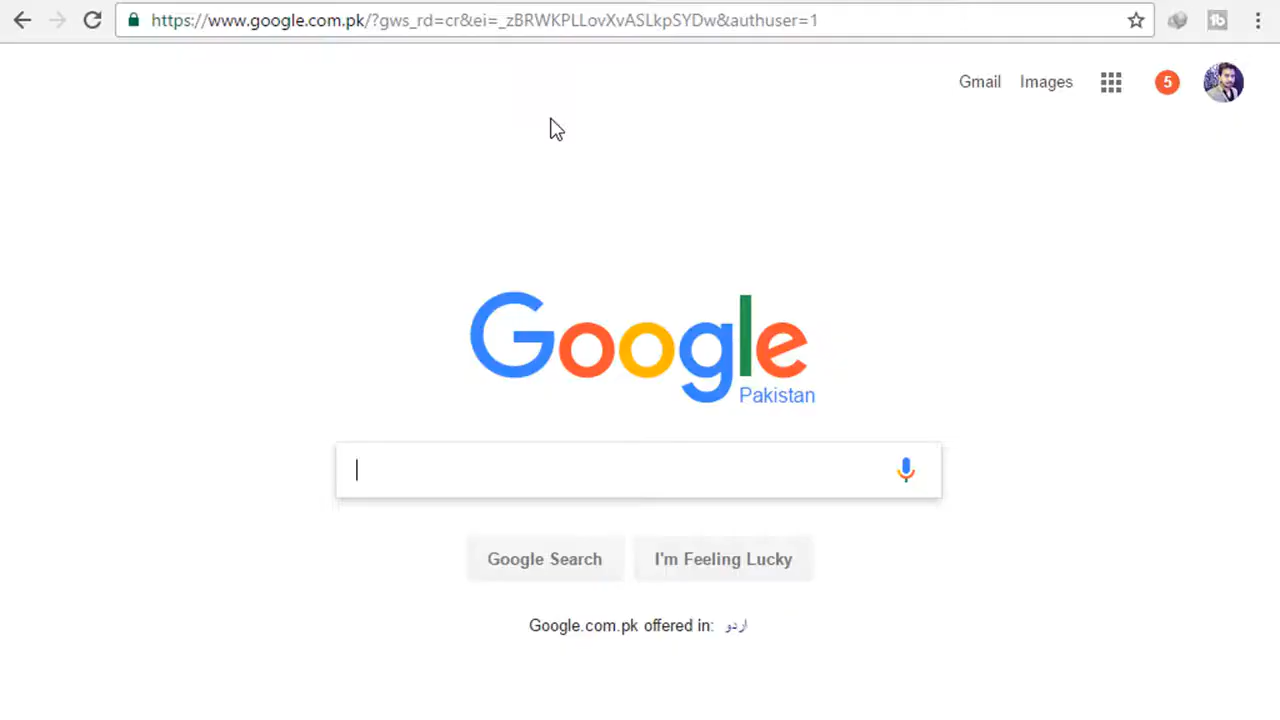 https://www.google.com.pk/?gws_rd=cr&ei=_zBRWKPLLovXvASLkpSYDw&authuser=1
Gmail Images 5
Google
Pakistan
Google Search I'm Feeling Lucky
Google.com.pk offered in: اردو